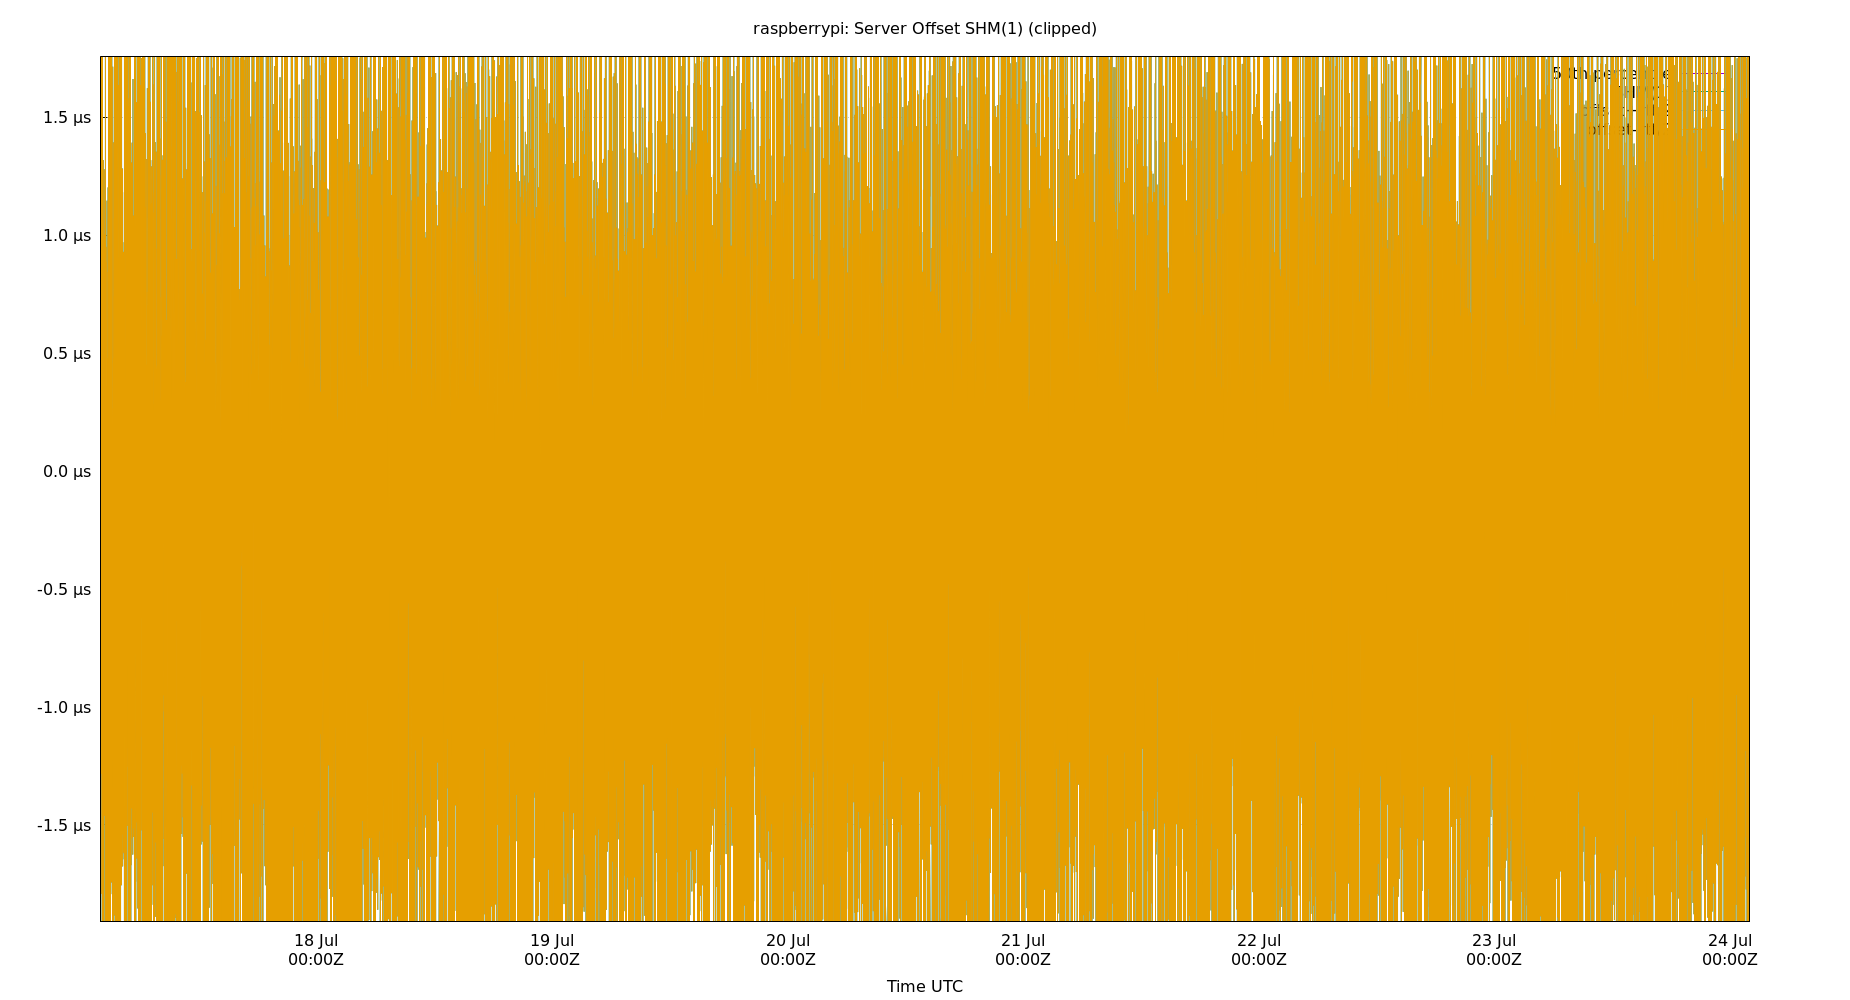 raspberrypi: Server Offset SHM(1) (clipped)
1.5 µs
1.0 µs
0.5 µs
0.0 µs
-0.5 µs
-1.0 µs
-1.5 µs
18 Jul 19 Jul 20 Jul 21 Jul 22 Jul 23 Jul 24 Jul
00:00Z 00:00Z 00:00Z 00:00Z 00:00Z 00:00Z 00:00Z
Time UTC